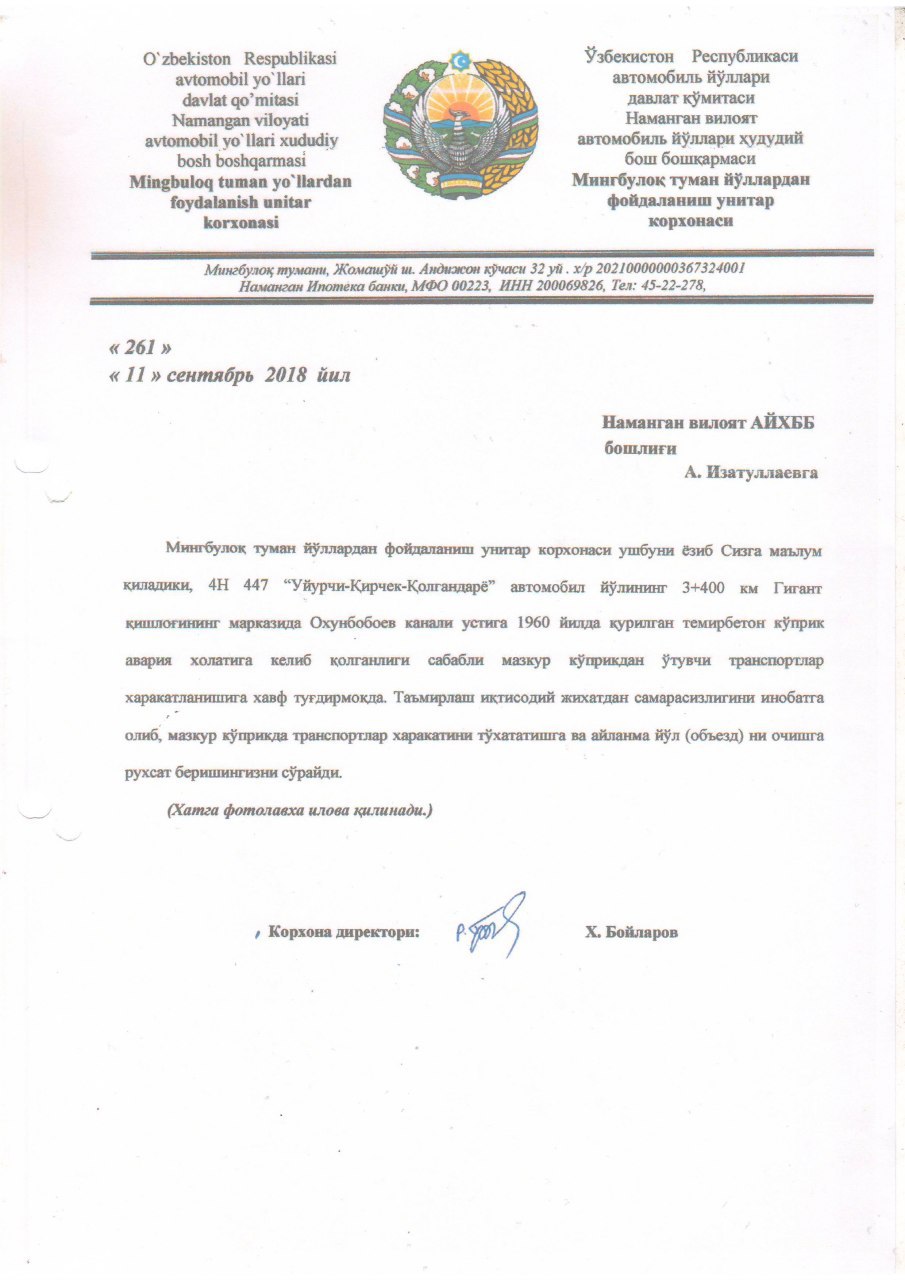 O`zbekiston Respublikasi
avtomobil yo`llari
davlat qo’mitasi
Namangan viloyati
avtomobil yo`llari xududiy
bosh boshqarmasi
Mingbuloq tuman yo`llardan
foydalanish unitar
korxonasi
Ўзбекистон Республикаси
автомобиль йўллари
давлат қўмитаси
Наманган вилоят
автомобиль йўллари ҳудудий
бош бошқармаси
Мингбулоқ туман йўллардан
фойдаланиш унитар
корхонаси
Мингбулоқ тумани, Жомашўй ш. Андижон кўчаси 32 уй . х/р 20210000000367324001
Наманган Ипотека банки, МФО 00223, ИНН 200069826, Тел: 45-22-278,
« 261 »
« 11 » сентябрь 2018 йил
Наманган вилоят АЙХББ
бошлиғи
А. Изатуллаевга
Мингбулоқ туман йўллардан фойдаланиш унитар корхонаси ушбуни ёзиб Сизга маълум
қиладики, 4Н 447 “Уйурчи-Қирчек-Қолгандарё” автомобил йўлининг 3+400 км Гигант
қишлоғининг марказида Охунбобоев канали устига 1960 йилда қурилган темирбетон кўприк
авария холатига келиб қолганлиги сабабли мазкур кўприкдан ўтувчи транспортлар
харакатланишига хавф туғдирмоқда. Таъмирлаш иқтисодий жихатдан самарасизлигини инобатга
олиб, мазкур кўприкда транспортлар харакатини тўхататишга ва айланма йўл (объезд) ни очишга
рухсат беришингизни сўрайди.
(Хатга фотолавха илова қилинади.)
Корхона директори:
Х. Бойларов